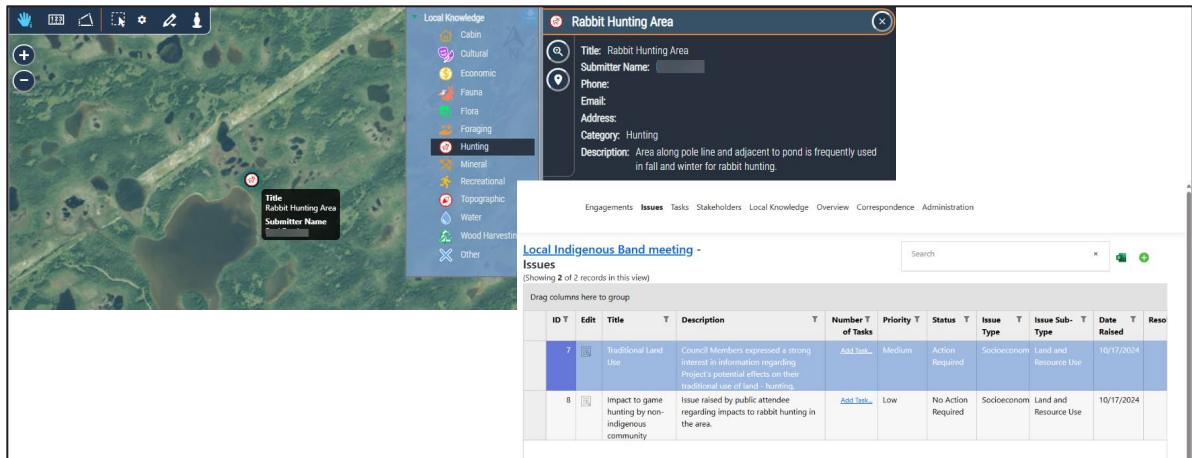 123
Local Knowledge
Cabin
Cultural
Economic
Fauna
Flora
Foraging
Hunting
Mineral
Recreational
Topographic
Water
Wood Harvestin
Other
Title
Rabbit Hunting Area
Submitter Name
Rabbit Hunting Area
Title: Rabbit Hunting Area
Submitter Name:
Phone:
Email:
Address:
Category: Hunting
Description: Area along pole line and adjacent to pond is frequently used
in fall and winter for rabbit hunting.
Engagements Issues Tasks Stakeholders Local Knowledge Overview Correspondence Administration
Local Indigenous Band meeting -
Issues
(Showing 2 of 2 records in this view)
Search
Drag columns here to group
ID Edit Title Description Number of Tasks Priority Status Issue Type Issue Sub-Type Date Raised Reso
7 Traditional Land Use Council Members expressed a strong interest in information regarding Project's potential effects on their traditional use of land - hunting, Add Task... Medium Action Required Socioeconom Land and Resource Use 10/17/2024
8 Impact to game hunting by non-indigenous community Issue raised by public attendee regarding impacts to rabbit hunting in the area. Add Task... Low No Action Required Socioeconom Land and Resource Use 10/17/2024